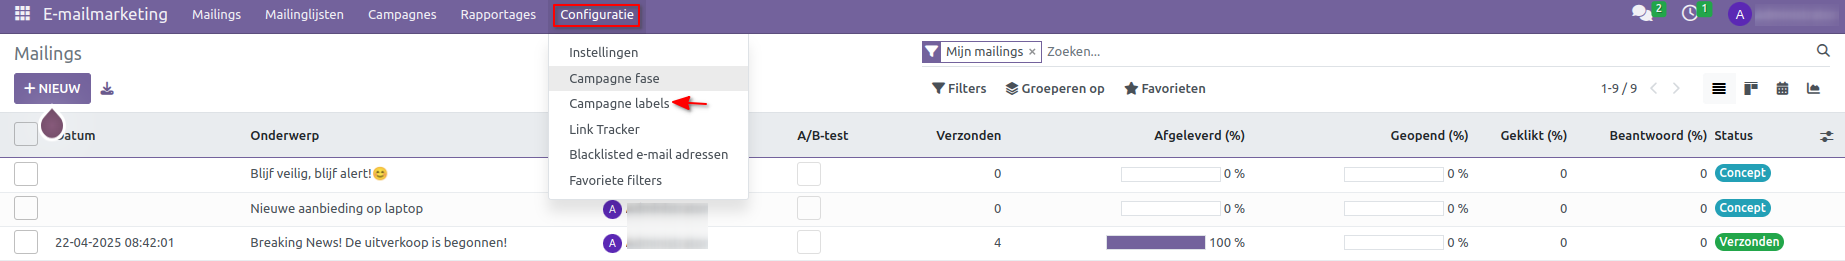 E-mailmarketing Mailings Mailinglijsten Campagnes Rapportages Configuratie 2 1 A
Mailings
Mijn mailings × Zoeken...
+ NIEUW
Filters Groeperen op Favorieten 1-9 / 9
Instellingen
Campagne fase
Campagne labels
Link Tracker
Blacklisted e-mail adressen
Favoriete filters
Datum Onderwerp A/B-test Verzonden Afgeleverd (%) Geopend (%) Geklikt (%) Beantwoord (%) Status
Blijf veilig, blijf alert!😊 0 0 % 0 % 0 0 Concept
Nieuwe aanbieding op laptop A 0 0 % 0 % 0 0 Concept
22-04-2025 08:42:01 Breaking News! De uitverkoop is begonnen! A 4 100 % 0 % 0 0 Verzonden